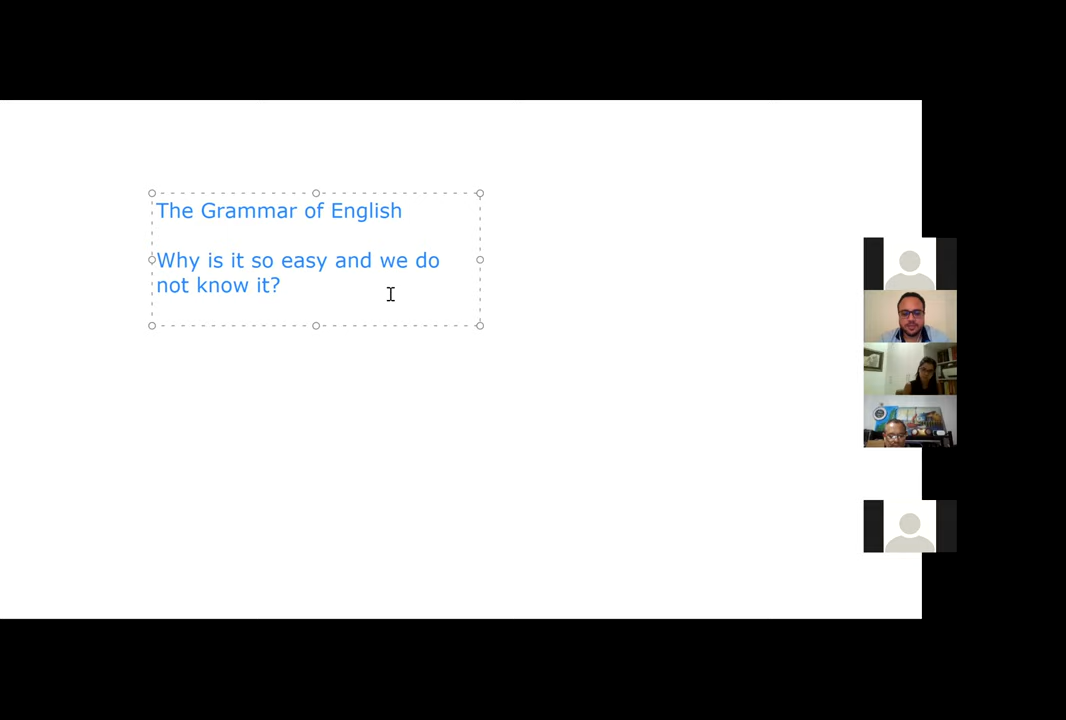 The Grammar of English
Why is it so easy and we do
not know it?